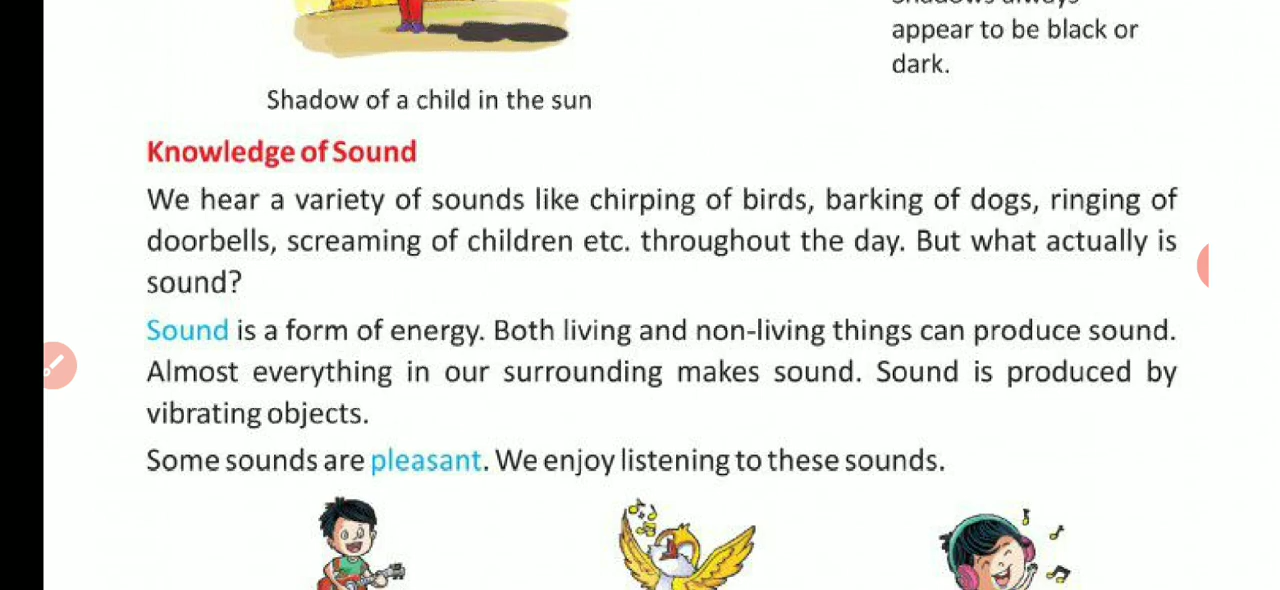 appear to be black or
dark.
Shadow of a child in the sun
Knowledge of Sound
We hear a variety of sounds like chirping of birds, barking of dogs, ringing of
doorbells, screaming of children etc. throughout the day. But what actually is
sound?
Sound is a form of energy. Both living and non-living things can produce sound.
Almost everything in our surrounding makes sound. Sound is produced by
vibrating objects.
Some sounds are pleasant. We enjoy listening to these sounds.